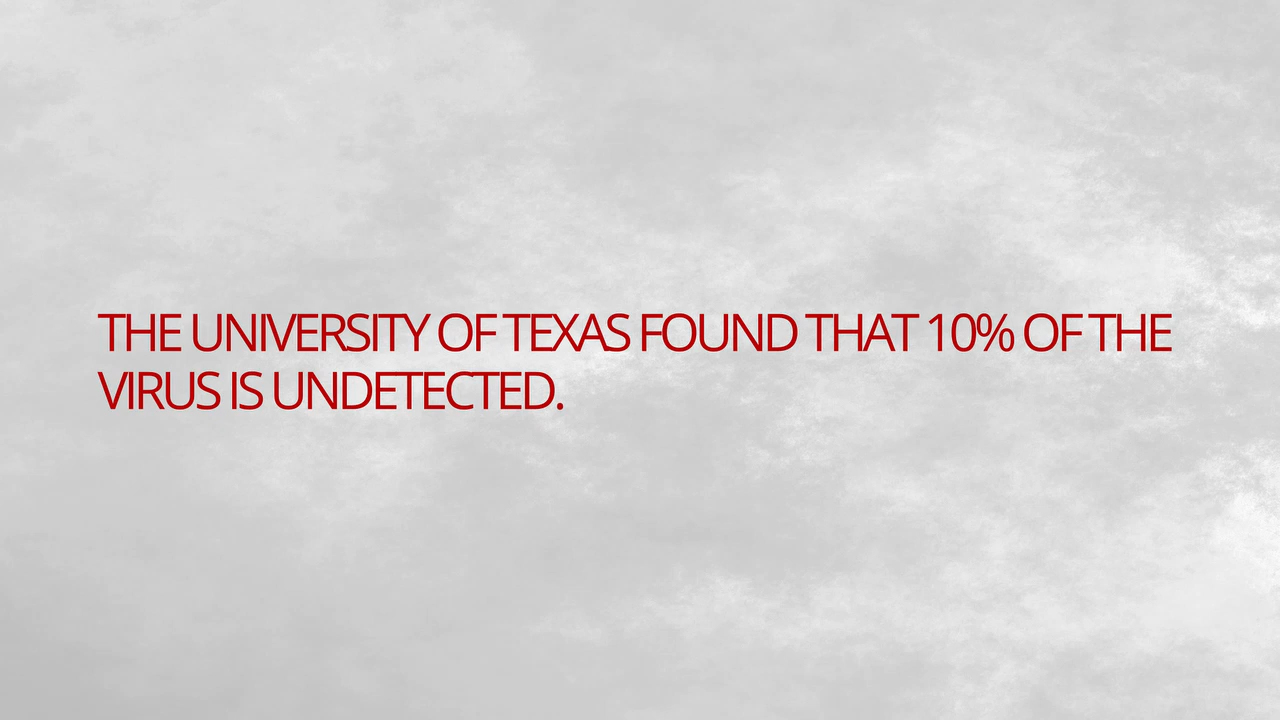 THE UNIVERSITY OF TEXAS FOUND THAT 10% OF THE
VIRUS IS UNDETECTED.